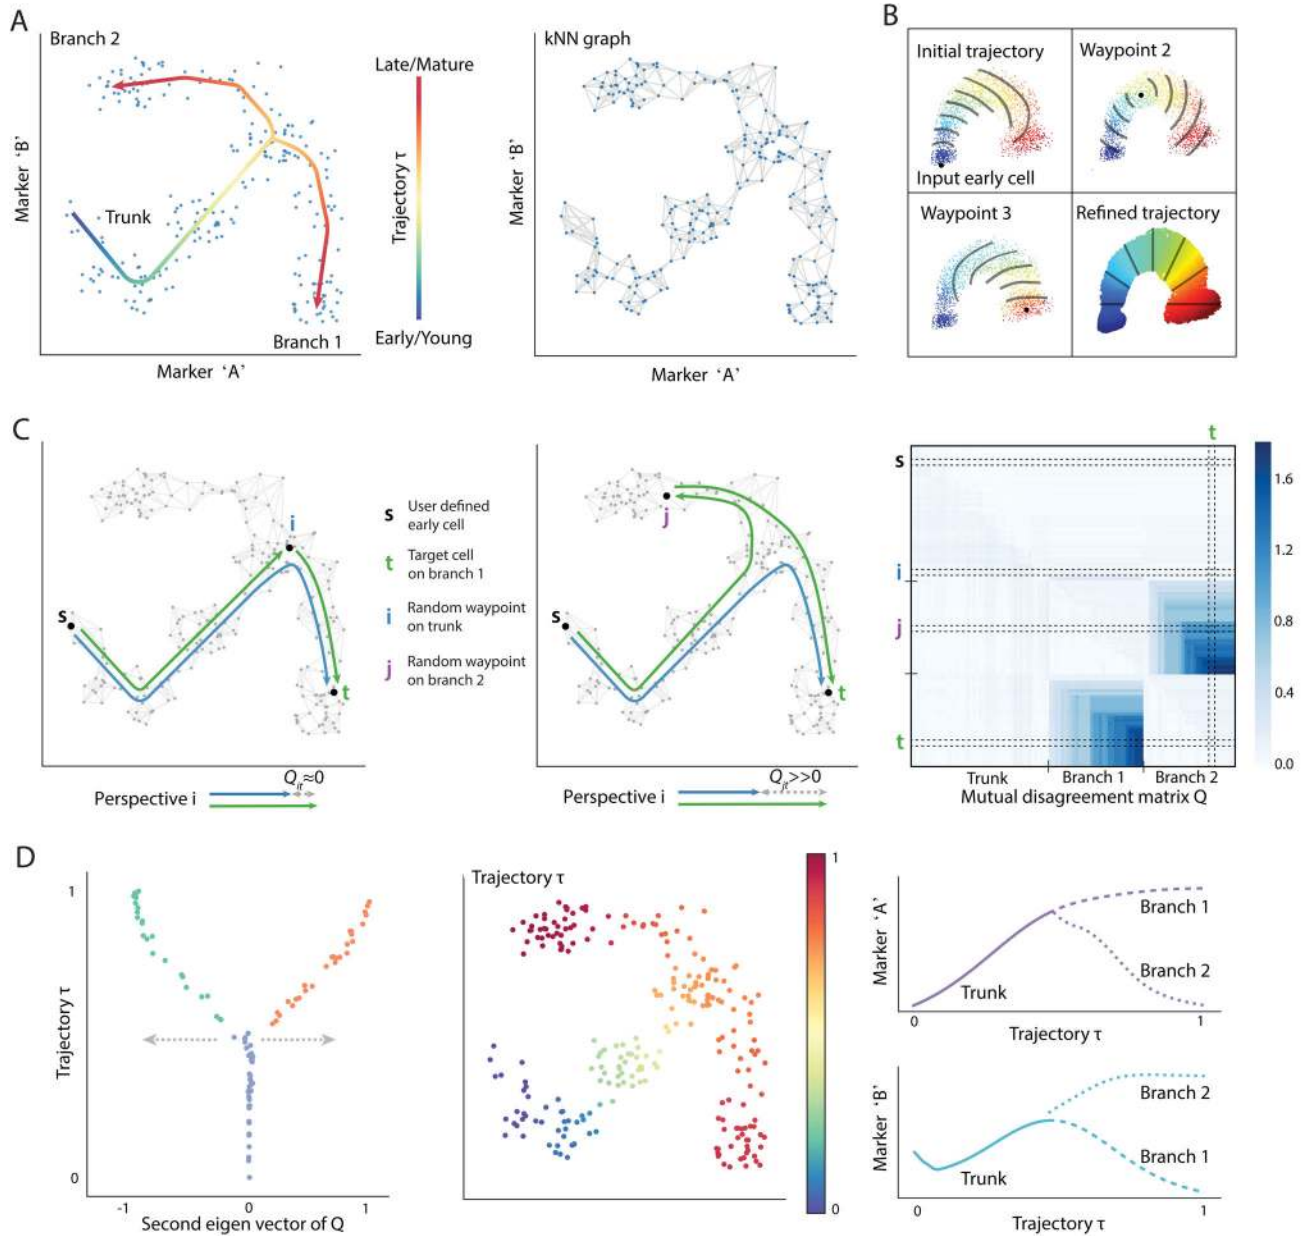 A
Branch 2
Trunk
Branch 1
Marker ‘B’
Marker ‘A’
Late/Mature
Trajectory τ
Early/Young
kNN graph
Marker ‘B’
Marker ‘A’
B
Initial trajectory
Input early cell
Waypoint 2
Waypoint 3
Refined trajectory
C
s
i
t
Qit≈0
Perspective i
s User defined
early cell
t Target cell
on branch 1
i Random waypoint
on trunk
j Random waypoint
on branch 2
j
s
t
Qjt>>0
Perspective i
t
s
i
j
t
Trunk
Branch 1
Branch 2
Mutual disagreement matrix Q
1.6
1.2
0.8
0.4
0.0
D
1
Trajectory τ
0
-1
0
1
Second eigen vector of Q
Trajectory τ
1
0
Marker ‘A’
Branch 1
Branch 2
Trunk
0
1
Trajectory τ
Marker ‘B’
Branch 2
Branch 1
Trunk
0
1
Trajectory τ